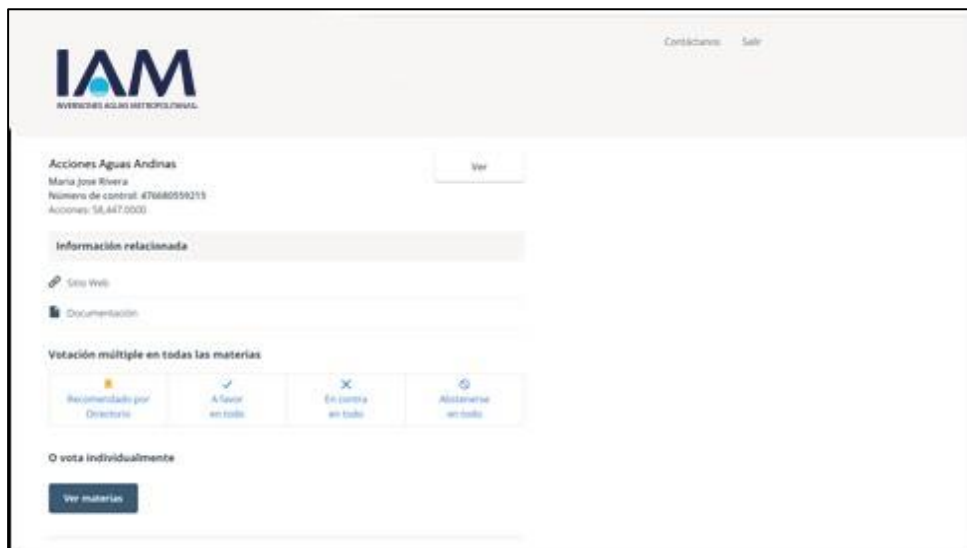 Contáctanos Salir
IAM
INVERSIONES AGUAS METROPOLITANAS.
Acciones Aguas Andinas
Ver
Maria Jose Rivera
Número de control: 476680559215
Acciones: 58,447.0000
Información relacionada
Sitio Web
Documentación
Votación múltiple en todas las materias
Recomendado por
Directorio
A favor
en todo
En contra
en todo
Abstenerse
en todo
O vota individualmente
Ver materias